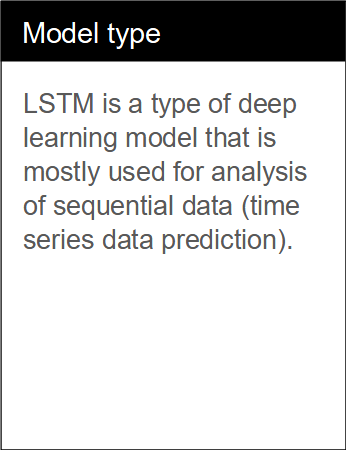 Model type
LSTM is a type of deep
learning model that is
mostly used for analysis
of sequential data (time
series data prediction).